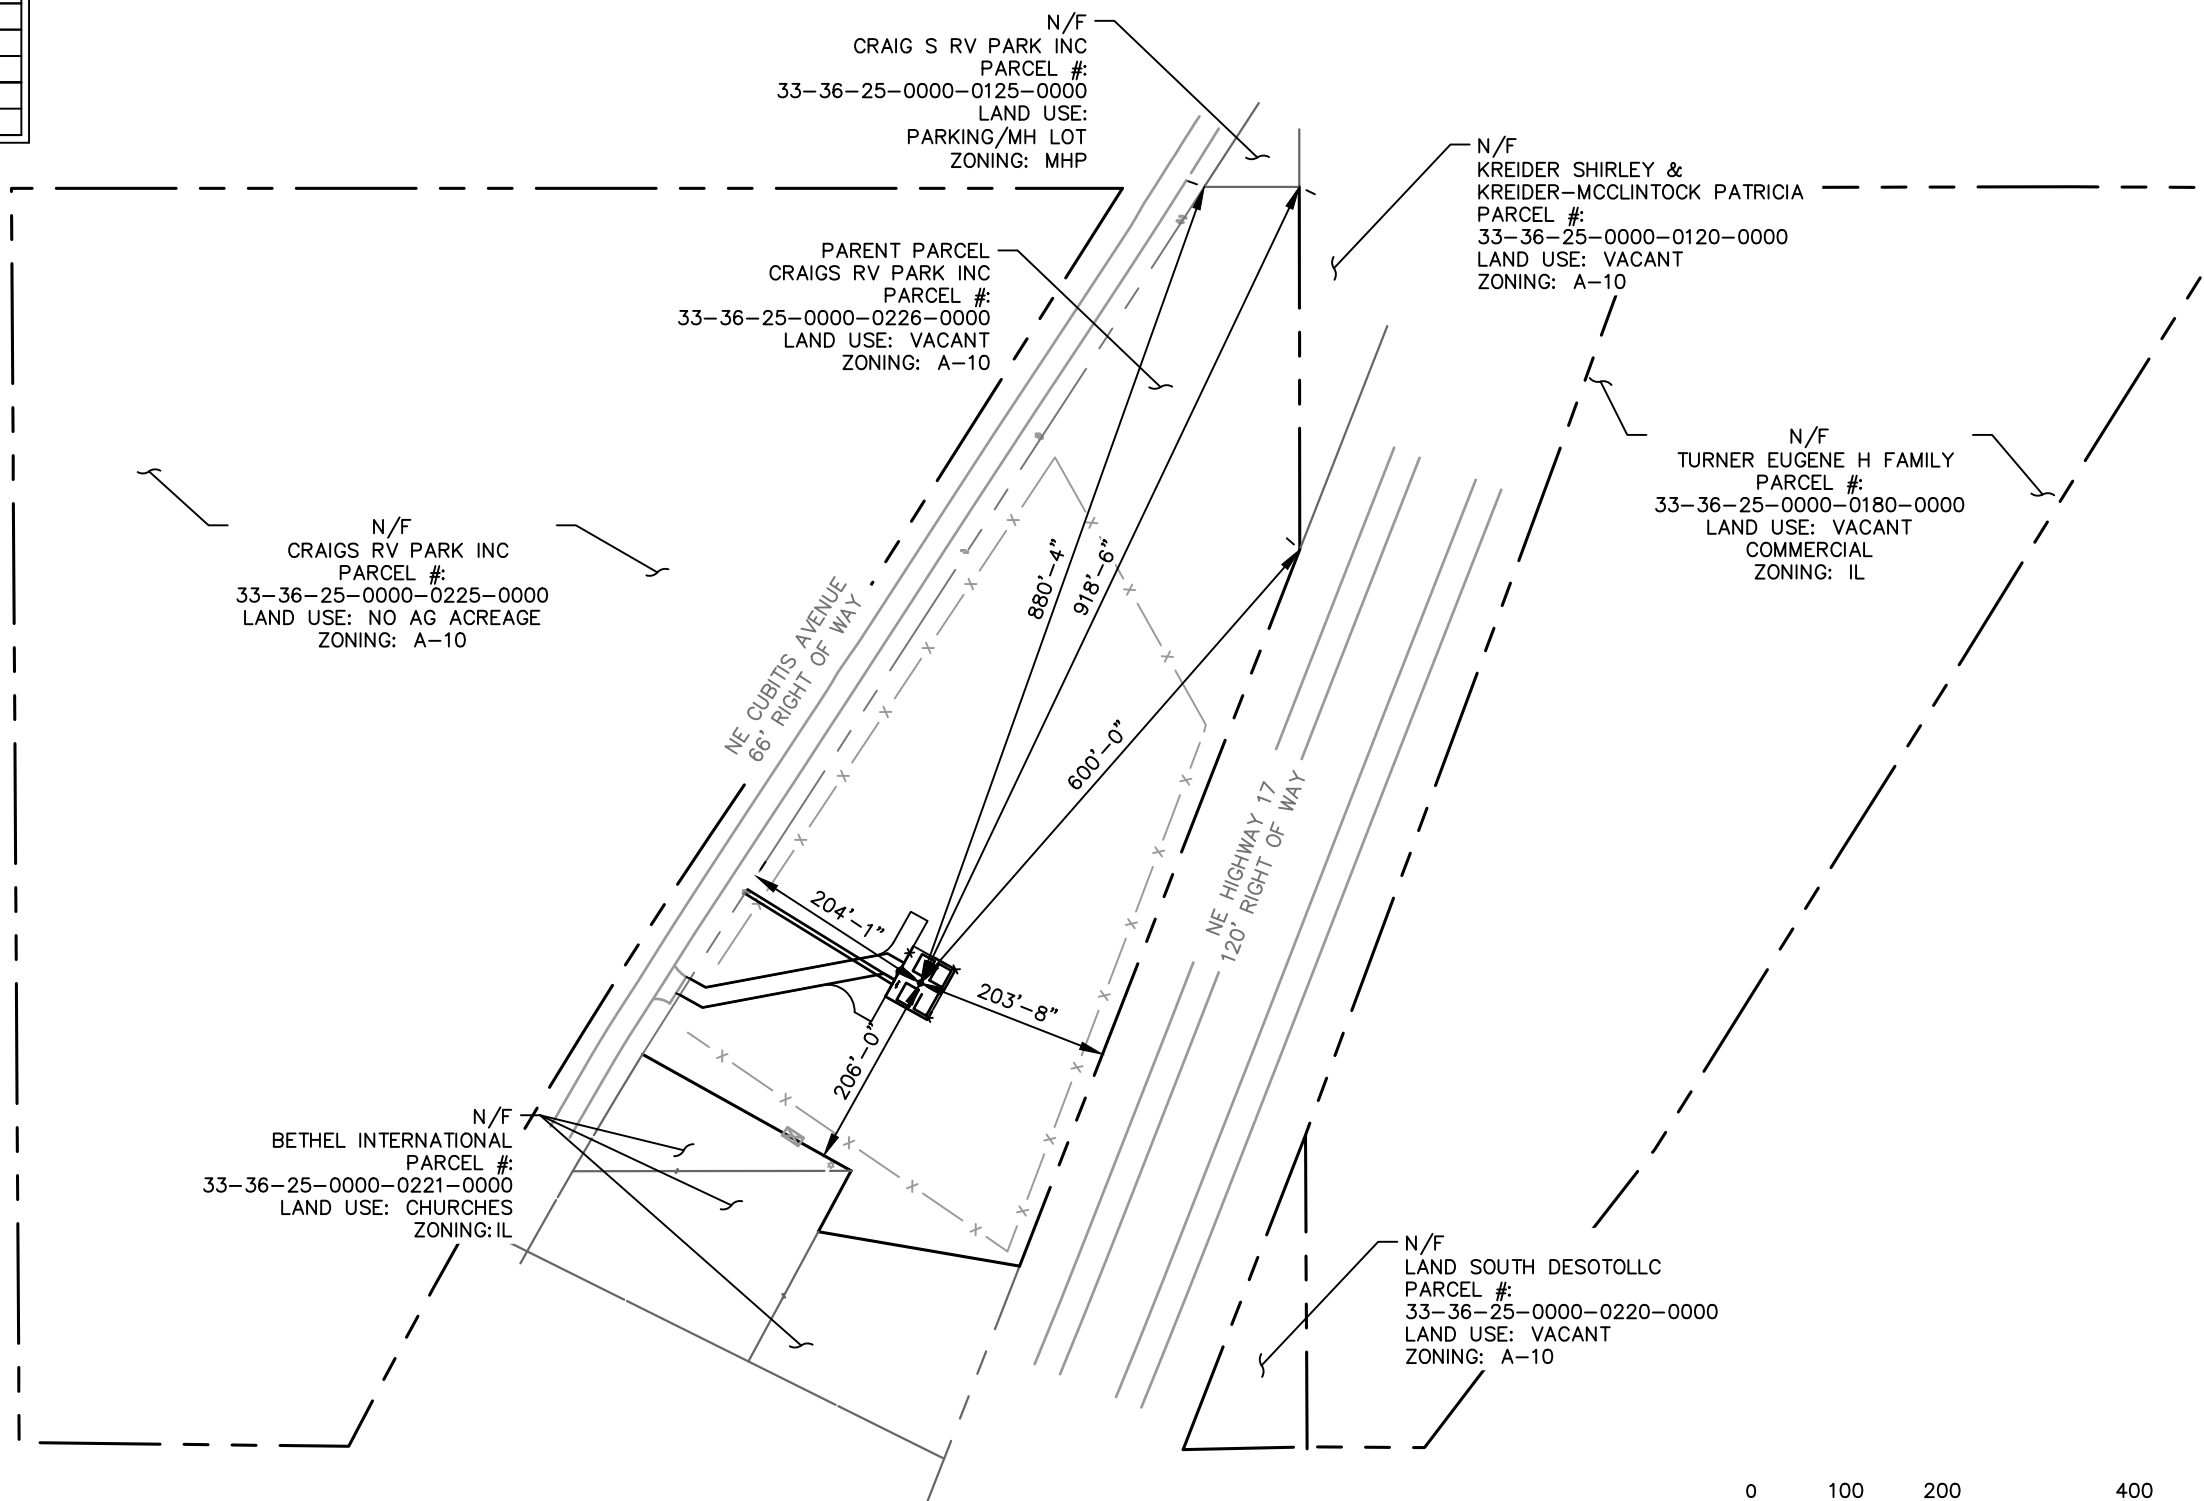 N/F
CRAIG S RV PARK INC
PARCEL #:
33-36-25-0000-0125-0000
LAND USE:
PARKING/MH LOT
ZONING: MHP
N/F
KREIDER SHIRLEY &
KREIDER-MCCLINTOCK PATRICIA
PARCEL #:
33-36-25-0000-0120-0000
LAND USE: VACANT
ZONING: A-10
PARENT PARCEL
CRAIGS RV PARK INC
PARCEL #:
33-36-25-0000-0226-0000
LAND USE: VACANT
ZONING: A-10
N/F
TURNER EUGENE H FAMILY
PARCEL #:
33-36-25-0000-0180-0000
LAND USE: VACANT
COMMERCIAL
ZONING: IL
N/F
CRAIGS RV PARK INC
PARCEL #:
33-36-25-0000-0225-0000
LAND USE: NO AG ACREAGE
ZONING: A-10
NE CUBITIS AVENUE
66' RIGHT OF WAY
880'-4"
918'-6"
600'-0"
NE HIGHWAY 17
120' RIGHT OF WAY
204'-1"
203'-8"
206'-0"
N/F
BETHEL INTERNATIONAL
PARCEL #:
33-36-25-0000-0221-0000
LAND USE: CHURCHES
ZONING: IL
N/F
LAND SOUTH DESOTOLLC
PARCEL #:
33-36-25-0000-0220-0000
LAND USE: VACANT
ZONING: A-10
0 100 200 400